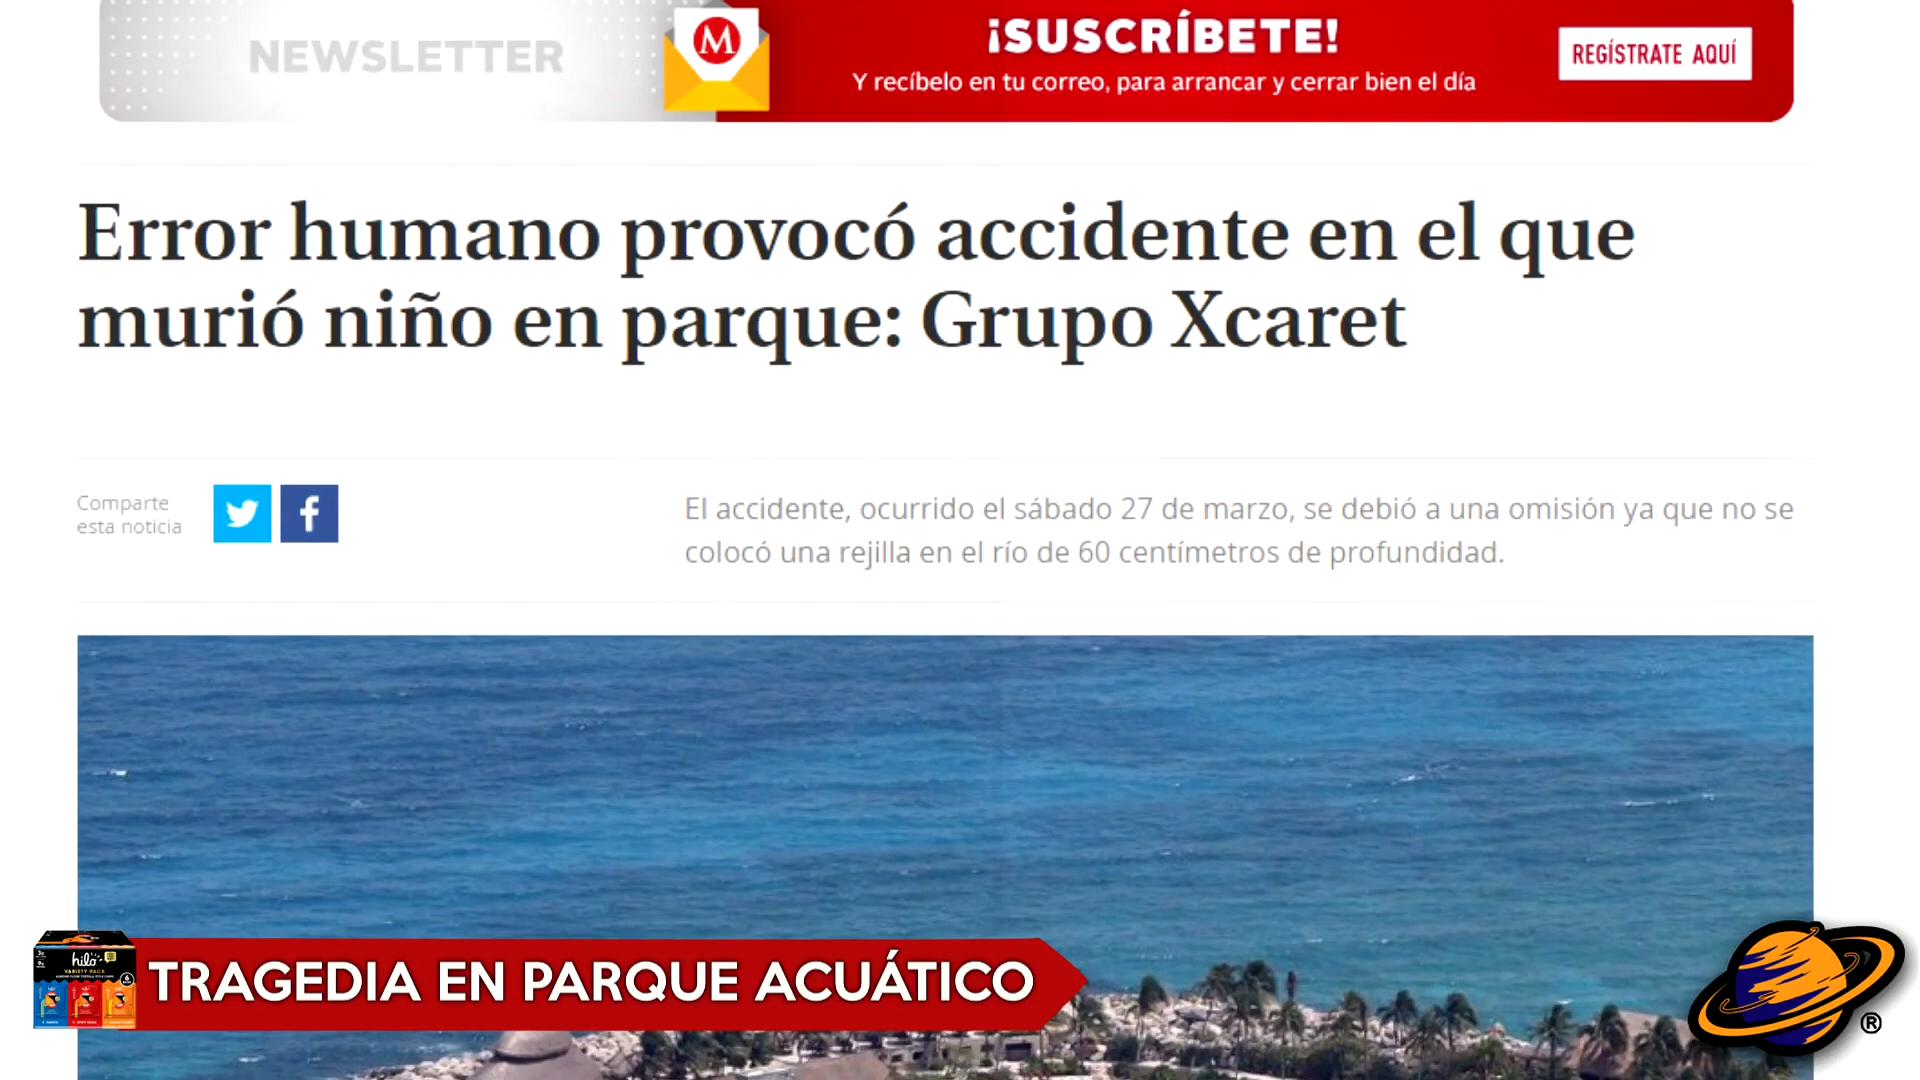 NEWSLETTER
M
¡SUSCRÍBETE!
Y recíbelo en tu correo, para arrancar y cerrar bien el día
REGÍSTRATE AQUÍ
Error humano provocó accidente en el que
murió niño en parque: Grupo Xcaret
Comparte
esta noticia
El accidente, ocurrido el sábado 27 de marzo, se debió a una omisión ya que no se
colocó una rejilla en el río de 60 centímetros de profundidad.
hilo
VARIETY PACK
TRAGEDIA EN PARQUE ACUÁTICO
®